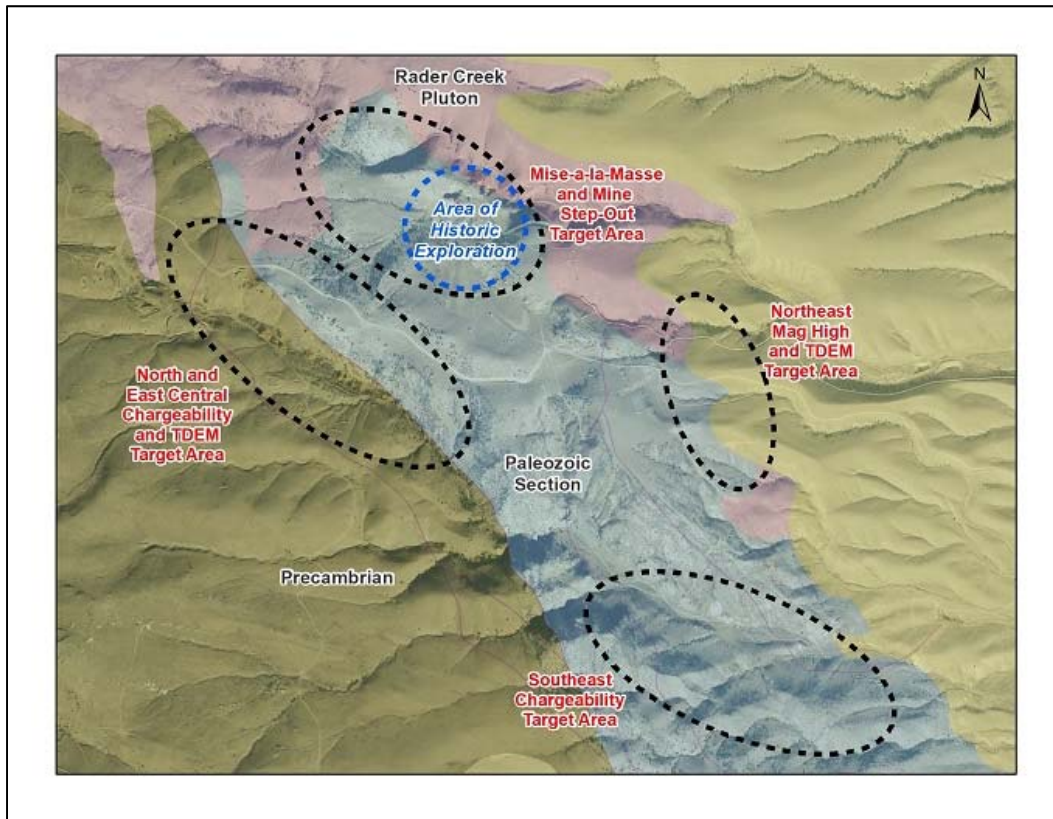 Rader Creek
Pluton
N
Mise-a-la-Masse
and Mine
Step-Out
Target Area
Area of
Historic
Exploration
Northeast
Mag High
and TDEM
Target Area
North and
East Central
Chargeability
and TDEM
Target Area
Paleozoic
Section
Precambrian
Southeast
Chargeability
Target Area